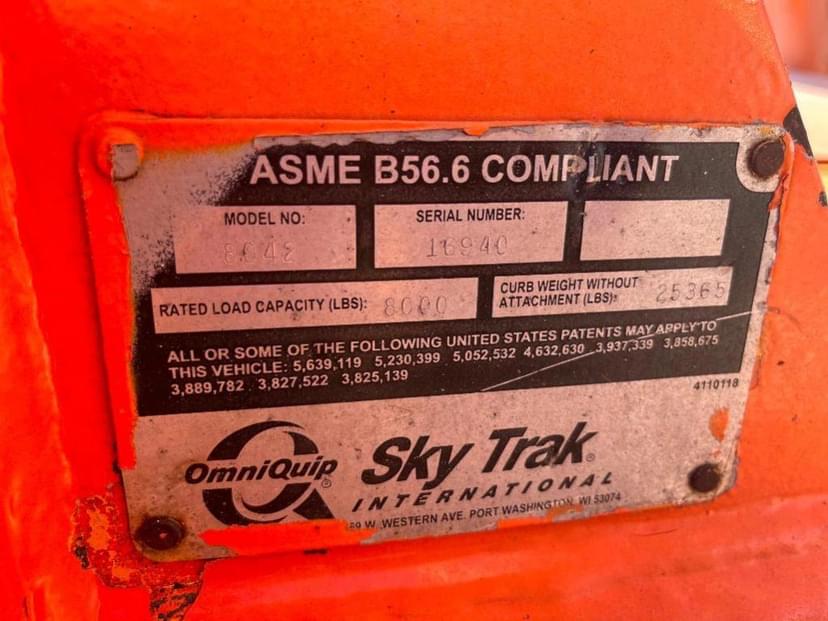 ASME B56.6 COMPLIANT
MODEL NO: SERIAL NUMBER:
8042 16940
RATED LOAD CAPACITY (LBS): 8000 CURB WEIGHT WITHOUT ATTACHMENT (LBS): 25365
ALL OR SOME OF THE FOLLOWING UNITED STATES PATENTS MAY APPLY TO
THIS VEHICLE: 5,639,119 5,230,399 5,052,532 4,632,630 3,937,339 3,858,675
3,889,782 3,827,522 3,825,139
4110118
OmniQuip® Sky Trak®
INTERNATIONAL
W. WESTERN AVE. PORT WASHINGTON, WI 53074